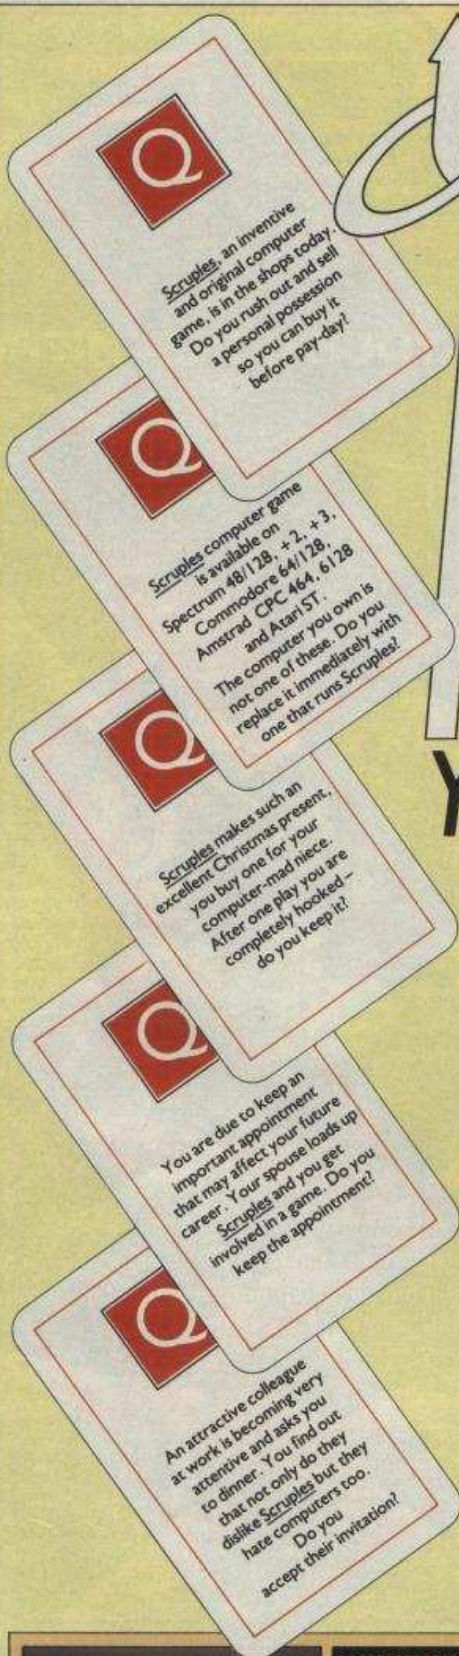 Q
Scruples, an inventive
and original computer
game, is in the shops today.
Do you rush out and sell
a personal possession
so you can buy it
before pay-day?
Q
Scruples computer game
is available on
Spectrum 48/128, +2, +3,
Commodore 64/128,
Amstrad CPC 464, 6128
and Atari ST.
The computer you own is
not one of these. Do you
replace it immediately with
one that runs Scruples?
Q
Scruples makes such an
excellent Christmas present,
you buy one for your
computer-mad niece.
After one play you are
completely hooked –
do you keep it?
Q
You are due to keep an
important appointment
that may affect your future
career. Your spouse loads up
Scruples and you get
involved in a game. Do you
keep the appointment?
Q
An attractive colleague
at work is becoming very
attentive and asks you
to dinner. You find out
that not only do they
dislike Scruples but they
hate computers too.
Do you
accept their invitation?
Y